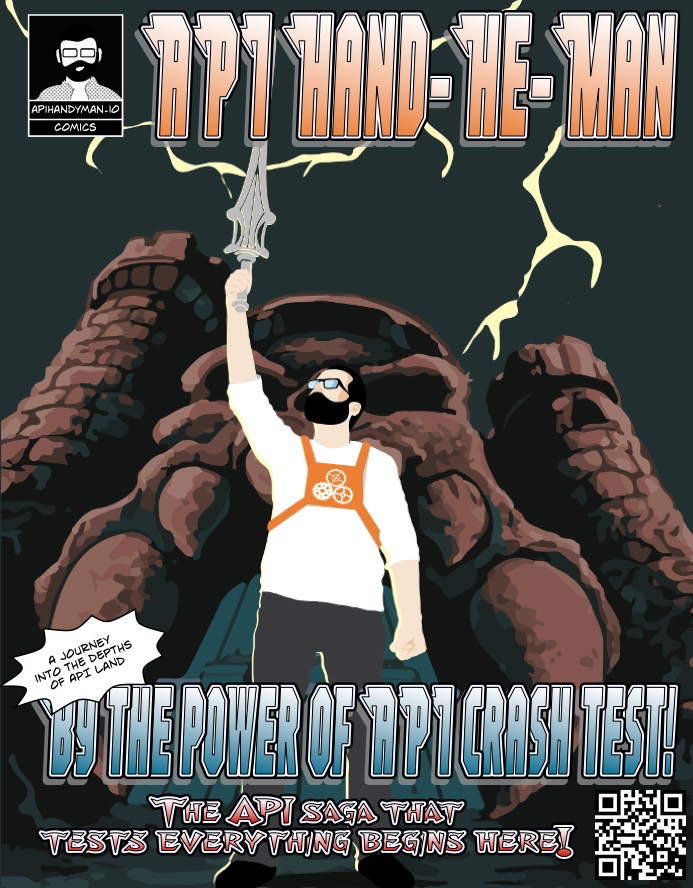 API HAND-HE-MAN
APIHANDYMAN.IO
COMICS
A JOURNEY
INTO THE DEPTHS
OF API LAND
BY THE POWER OF API CRASH TEST!
THE API SAGA THAT
TESTS EVERYTHING BEGINS HERE!